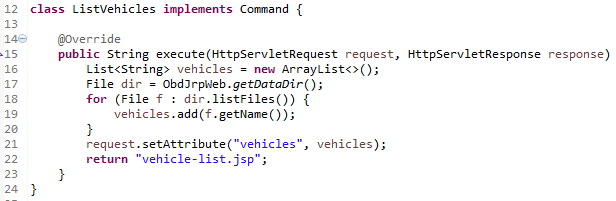 12 class ListVehicles implements Command {
13
14 @Override
15 public String execute(HttpServletRequest request, HttpServletResponse response)
16 List<String> vehicles = new ArrayList<>();
17 File dir = ObdJrpWeb.getDataDir();
18 for (File f : dir.listFiles()) {
19 vehicles.add(f.getName());
20 }
21 request.setAttribute("vehicles", vehicles);
22 return "vehicle-list.jsp";
23 }
24 }